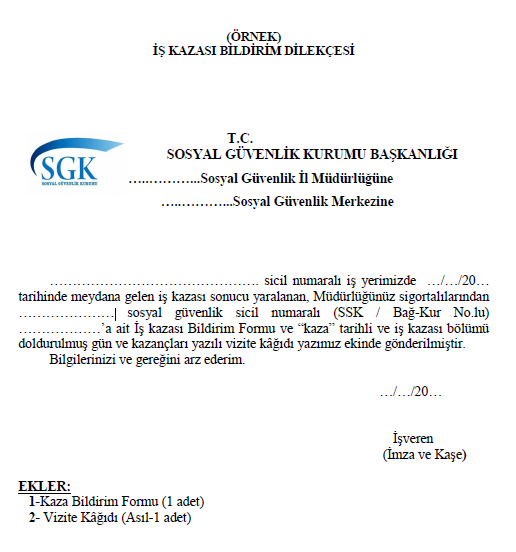 (ÖRNEK)
İŞ KAZASI BİLDİRİM DİLEKÇESİ
T.C.
SOSYAL GÜVENLİK KURUMU BAŞKANLIĞI
SGK
SOSYAL GÜVENLİK KURUMU
…..………...Sosyal Güvenlik İl Müdürlüğüne
…..………...Sosyal Güvenlik Merkezine
………………………………………. sicil numaralı iş yerimizde …/…/20…
tarihinde meydana gelen iş kazası sonucu yaralanan, Müdürlüğünüz sigortalılarından
…………………| sosyal güvenlik sicil numaralı (SSK / Bağ-Kur No.lu)
………………’a ait İş kazası Bildirim Formu ve “kaza” tarihli ve iş kazası bölümü
doldurulmuş gün ve kazançları yazılı vizite kâğıdı yazımız ekinde gönderilmiştir.
Bilgilerinizi ve gereğini arz ederim.
…/…/20…
İşveren
(İmza ve Kaşe)
EKLER:
1-Kaza Bildirim Formu (1 adet)
2- Vizite Kâğıdı (Asıl-1 adet)